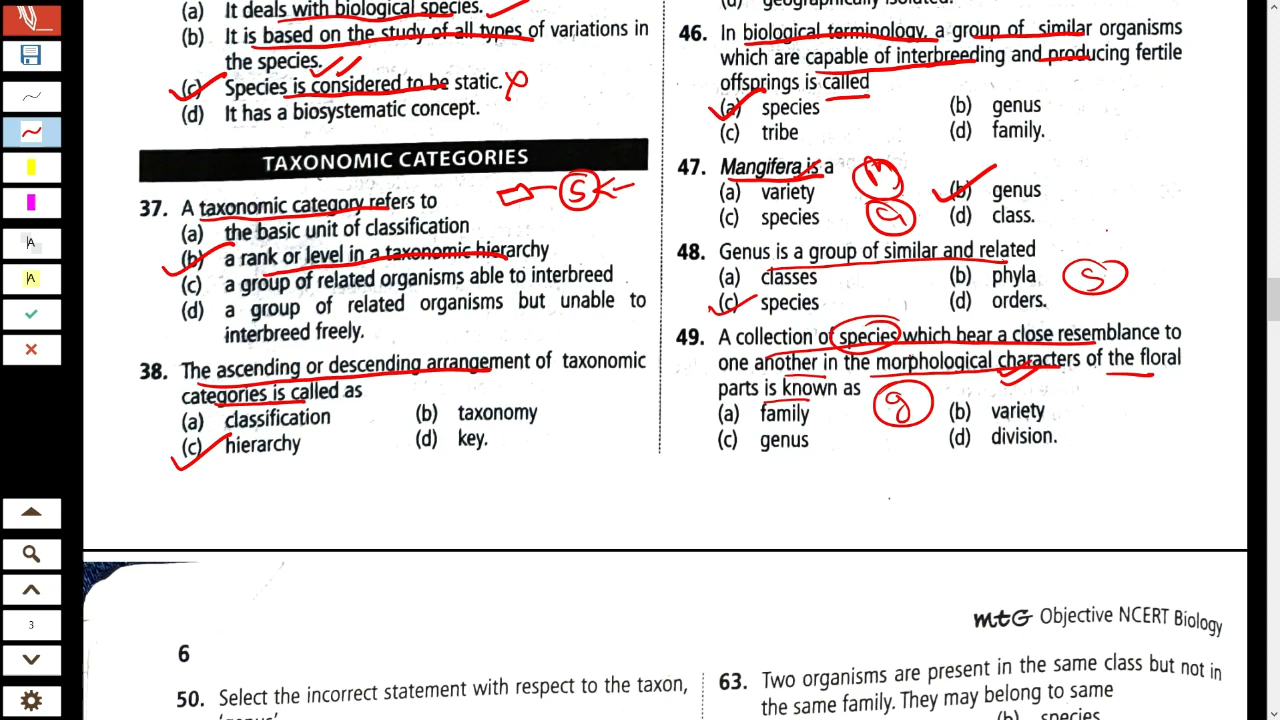 (a) It deals with biological species.
(b) It is based on the study of all types of variations in
the species.
(c) Species is considered to be static.
(d) It has a biosystematic concept.
TAXONOMIC CATEGORIES
S
37. A taxonomic category refers to
(a) the basic unit of classification
(b) a rank or level in a taxonomic hierarchy
(c) a group of related organisms able to interbreed
(d) a group of related organisms but unable to
interbreed freely.
38. The ascending or descending arrangement of taxonomic
categories is called as
(a) classification (b) taxonomy
(c) hierarchy (d) key.
(d) geographically isolated.
46. In biological terminology, a group of similar organisms
which are capable of interbreeding and producing fertile
offsprings is called
(a) species (b) genus
(c) tribe (d) family.
47. Mangifera is a
M
(a) variety (b) genus
(c) species (d) class.
48. Genus is a group of similar and related
(a) classes (b) phyla
S
(c) species (d) orders.
49. A collection of species which bear a close resemblance to
one another in the morphological characters of the floral
parts is known as
g
(a) family (b) variety
(c) genus (d) division.
3
mtG Objective NCERT Biology
6
50. Select the incorrect statement with respect to the taxon,
'genus'
63. Two organisms are present in the same class but not in
the same family. They may belong to same
(b) species